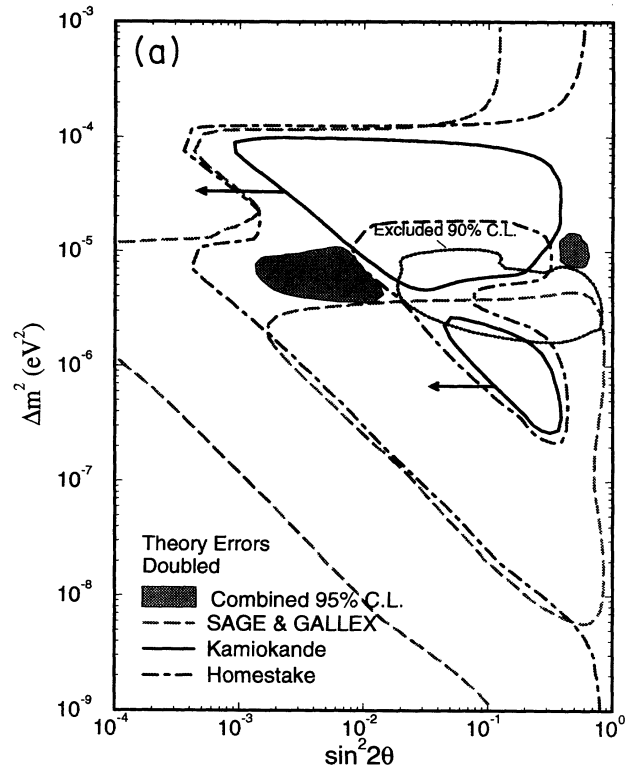 (a)
10⁻³
10⁻⁴
10⁻⁵
10⁻⁶
10⁻⁷
10⁻⁸
10⁻⁹
Δm² (eV²)
Excluded 90% C.L.
Theory Errors
Doubled
Combined 95% C.L.
SAGE & GALLEX
Kamiokande
Homestake
10⁻⁴ 10⁻³ 10⁻² 10⁻¹ 10⁰
sin²2θ